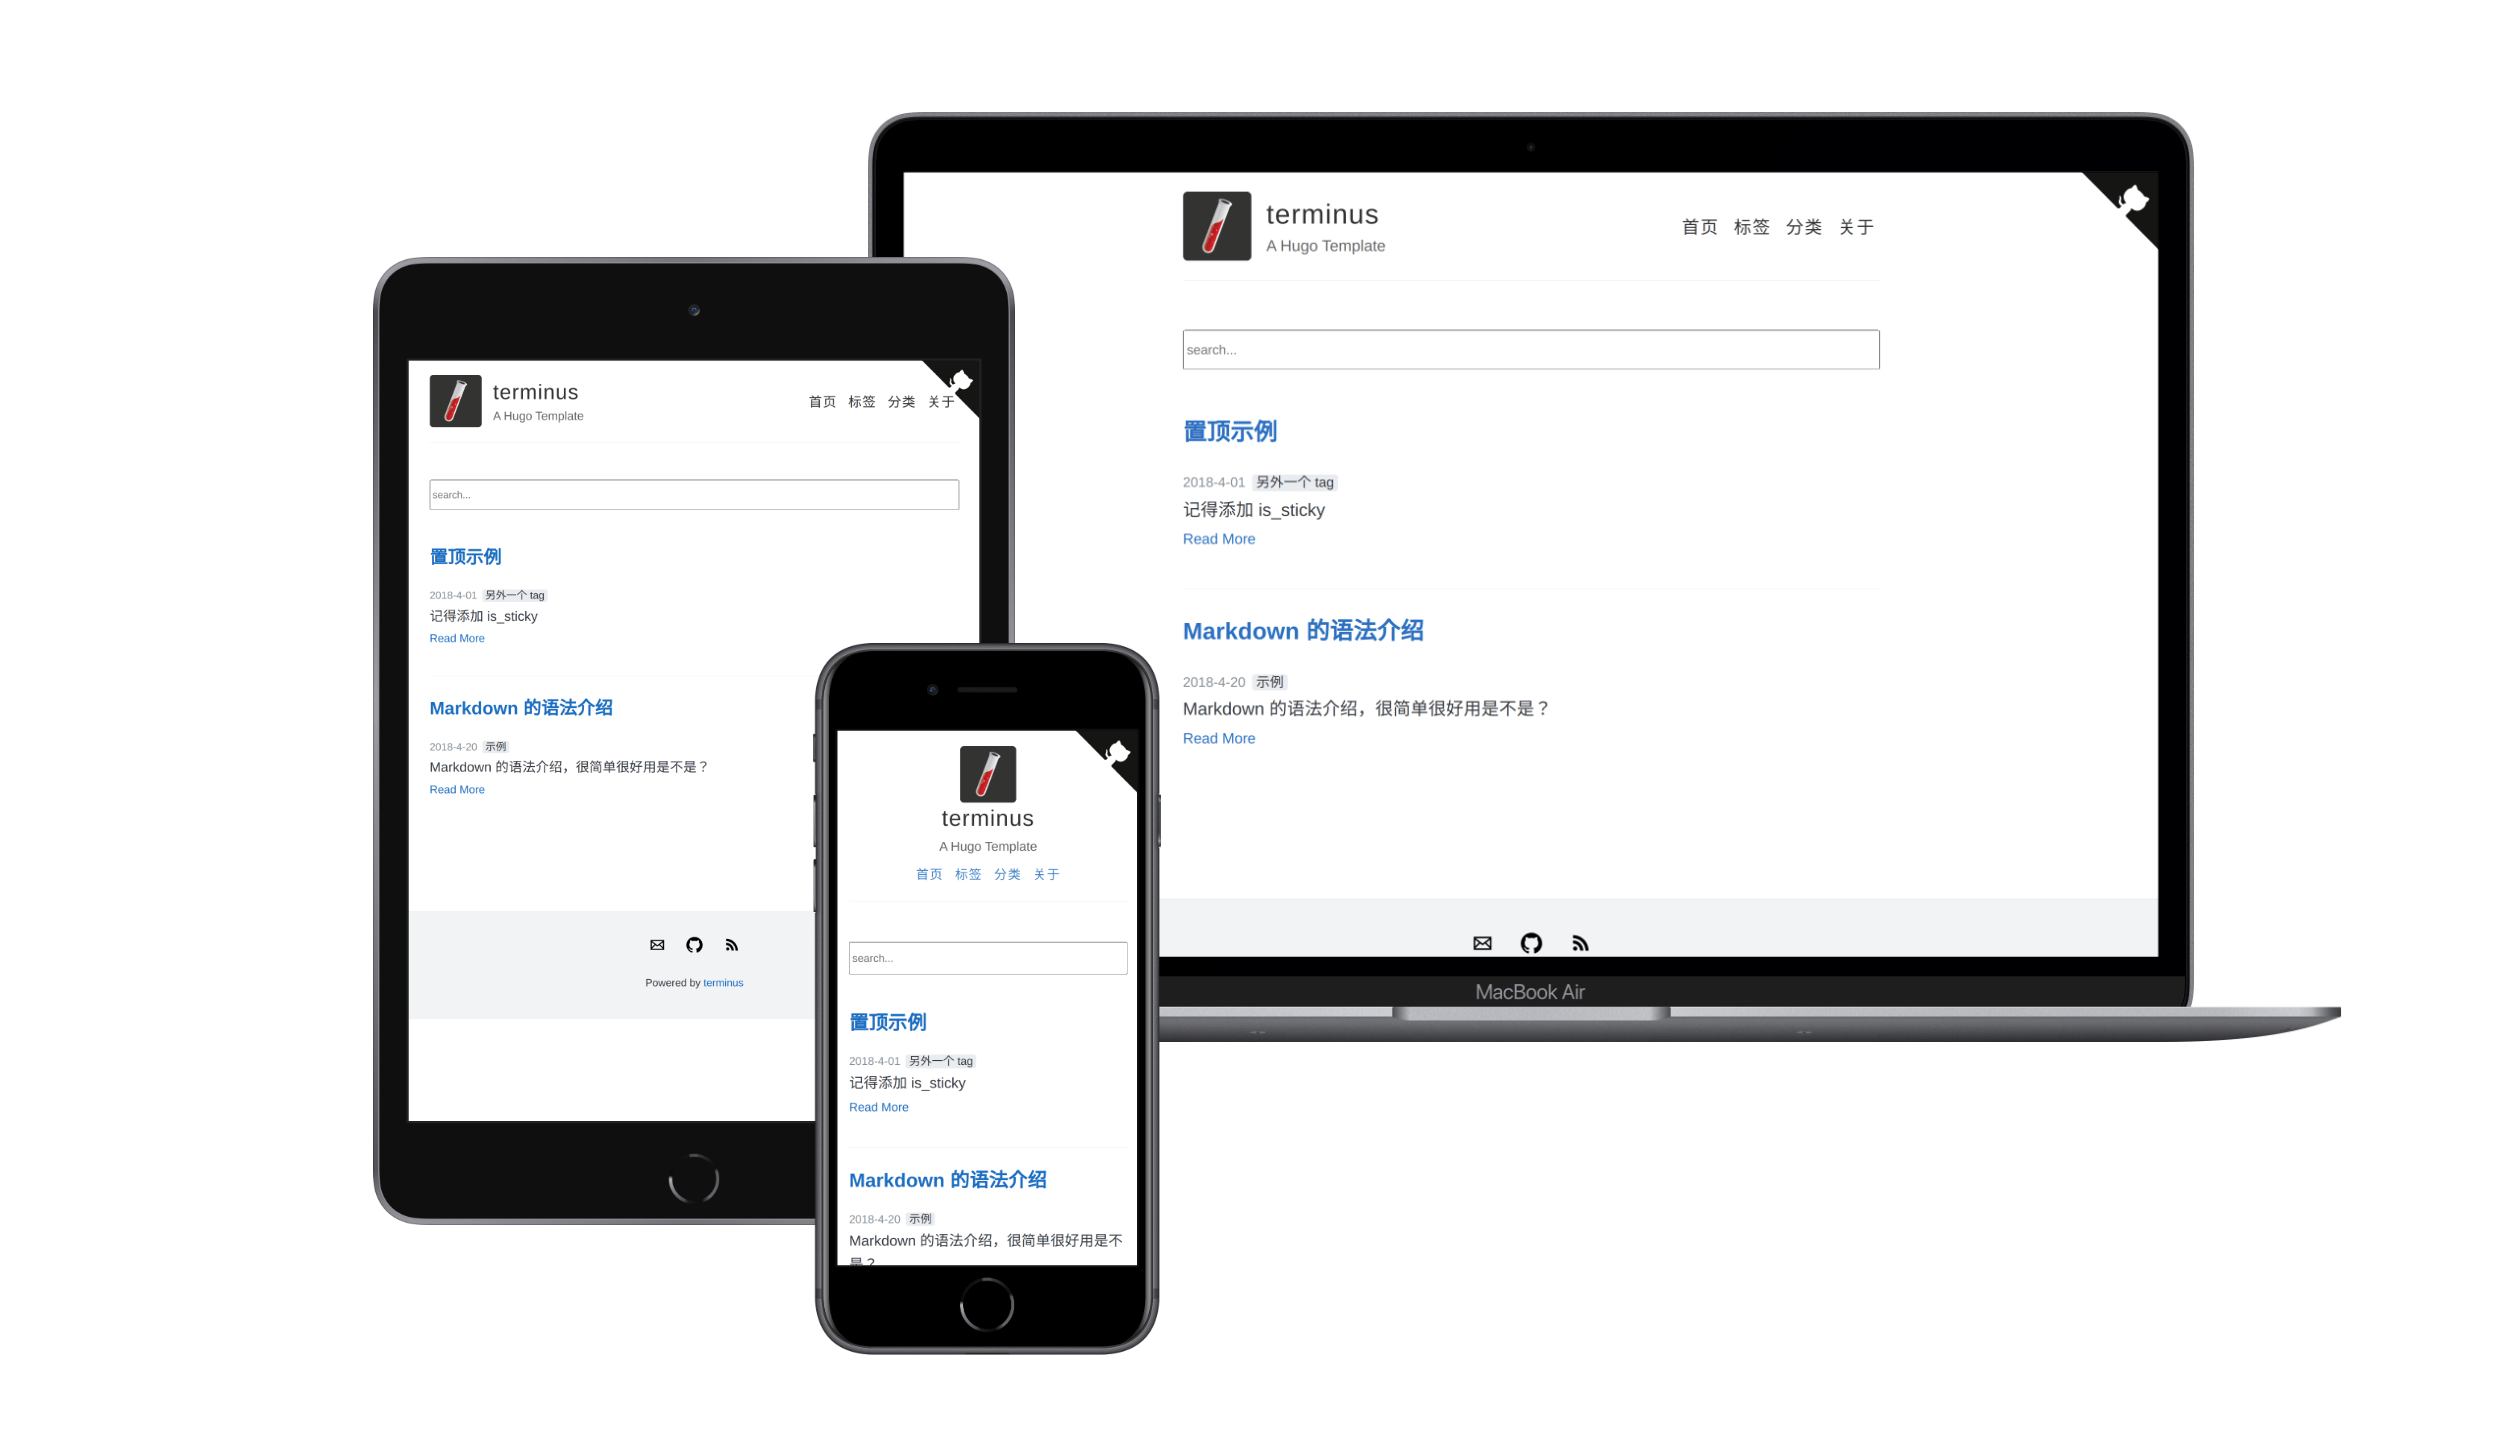 terminus
A Hugo Template
首页 标签 分类 关于
search...
置顶示例
2018-4-01 另外一个 tag
记得添加 is_sticky
Read More
Markdown 的语法介绍
2018-4-20 示例
Markdown 的语法介绍，很简单很好用是不是？
Read More
MacBook Air
terminus
A Hugo Template
首页 标签 分类 关于
search...
置顶示例
2018-4-01 另外一个 tag
记得添加 is_sticky
Read More
Markdown 的语法介绍
2018-4-20 示例
Markdown 的语法介绍，很简单很好用是不是？
Read More
Powered by terminus
terminus
A Hugo Template
首页 标签 分类 关于
search...
置顶示例
2018-4-01 另外一个 tag
记得添加 is_sticky
Read More
Markdown 的语法介绍
2018-4-20 示例
Markdown 的语法介绍，很简单很好用是不
是？